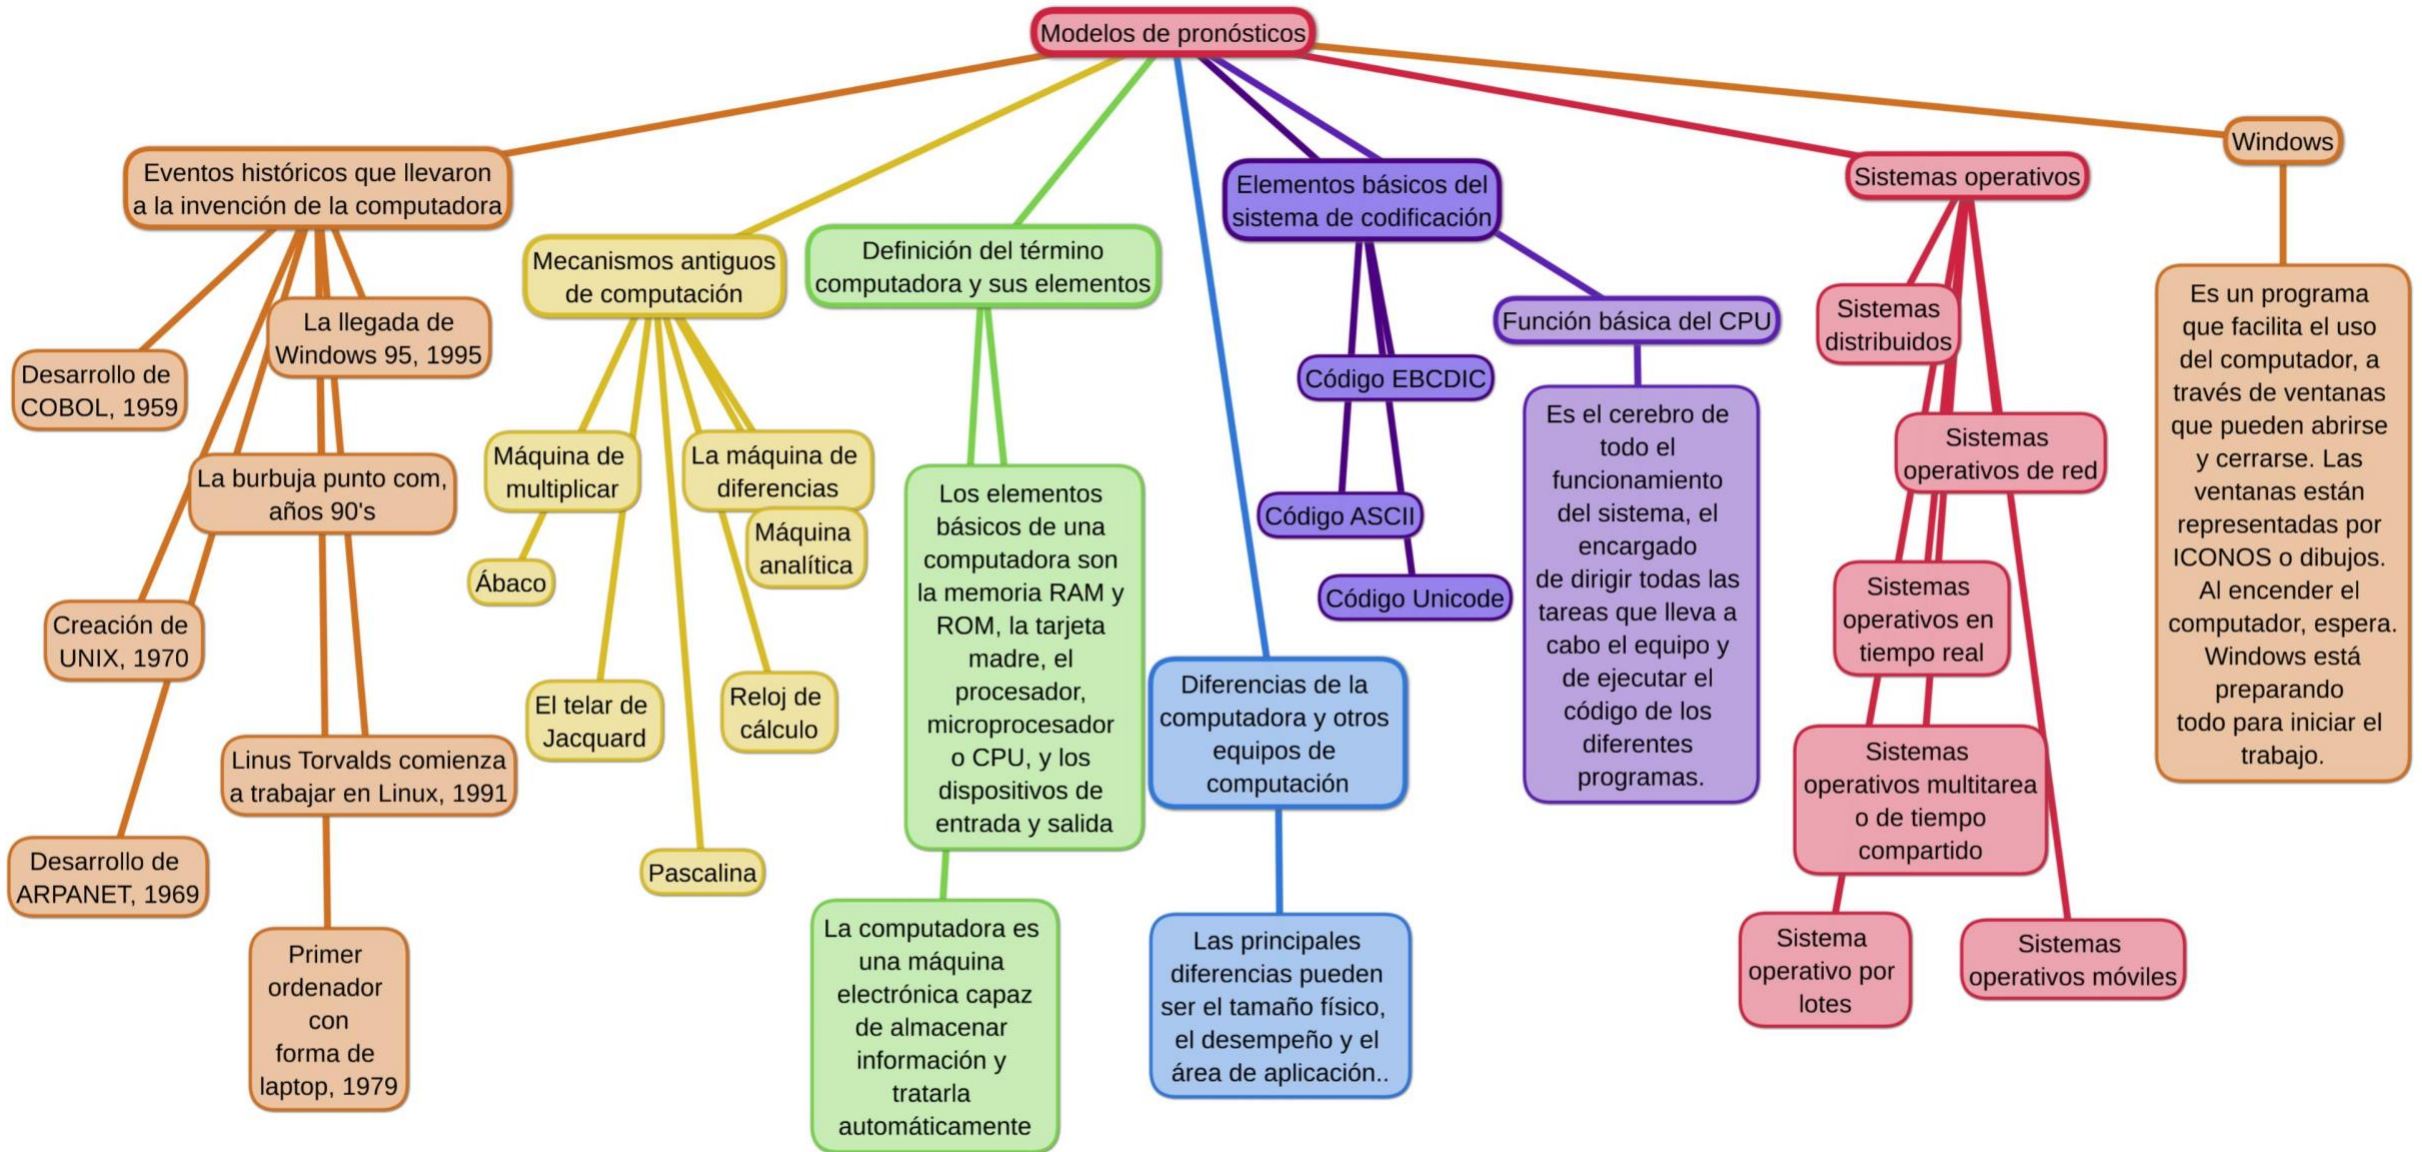 Modelos de pronósticos
Eventos históricos que llevaron
a la invención de la computadora
Desarrollo de
COBOL, 1959
La llegada de
Windows 95, 1995
La burbuja punto com,
años 90's
Creación de
UNIX, 1970
Linus Torvalds comienza
a trabajar en Linux, 1991
Desarrollo de
ARPANET, 1969
Primer
ordenador
con
forma de
laptop, 1979
Mecanismos antiguos
de computación
Máquina de
multiplicar
La máquina de
diferencias
Máquina
analítica
Ábaco
El telar de
Jacquard
Reloj de
cálculo
Pascalina
Definición del término
computadora y sus elementos
Los elementos
básicos de una
computadora son
la memoria RAM y
ROM, la tarjeta
madre, el
procesador,
microprocesador
o CPU, y los
dispositivos de
entrada y salida
La computadora es
una máquina
electrónica capaz
de almacenar
información y
tratarla
automáticamente
Diferencias de la
computadora y otros
equipos de
computación
Las principales
diferencias pueden
ser el tamaño físico,
el desempeño y el
área de aplicación..
Elementos básicos del
sistema de codificación
Código EBCDIC
Código ASCII
Código Unicode
Función básica del CPU
Es el cerebro de
todo el
funcionamiento
del sistema, el
encargado
de dirigir todas las
tareas que lleva a
cabo el equipo y
de ejecutar el
código de los
diferentes
programas.
Sistemas operativos
Sistemas
distribuidos
Sistemas
operativos de red
Sistemas
operativos en
tiempo real
Sistemas
operativos multitarea
o de tiempo
compartido
Sistema
operativo por
lotes
Sistemas
operativos móviles
Windows
Es un programa
que facilita el uso
del computador, a
través de ventanas
que pueden abrirse
y cerrarse. Las
ventanas están
representadas por
ICONOS o dibujos.
Al encender el
computador, espera.
Windows está
preparando
todo para iniciar el
trabajo.